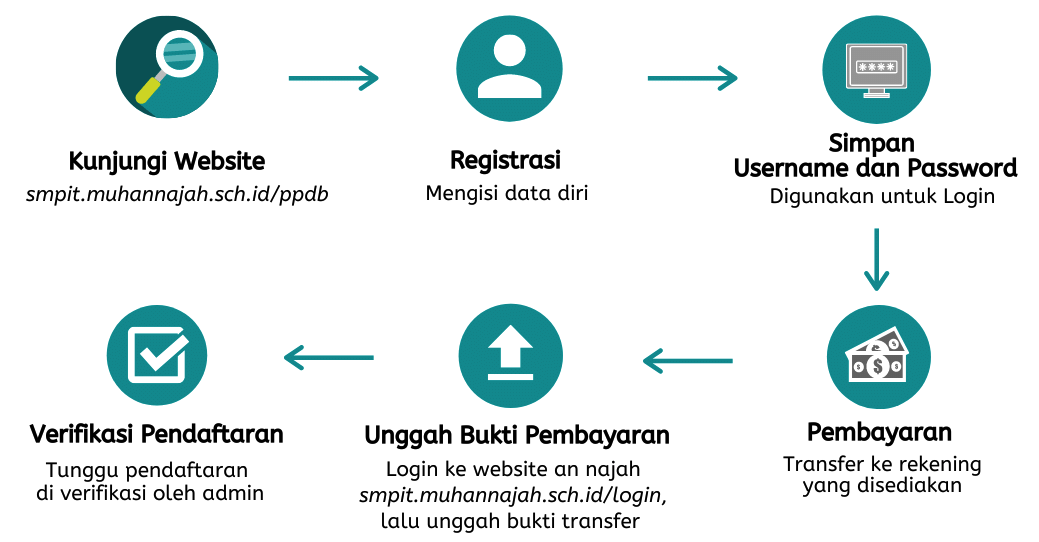 Kunjungi Website
smpit.muhannajah.sch.id/ppdb
Registrasi
Mengisi data diri
****
Simpan
Username dan Password
Digunakan untuk Login
Pembayaran
Transfer ke rekening
yang disediakan
Unggah Bukti Pembayaran
Login ke website an najah
smpit.muhannajah.sch.id/login,
lalu unggah bukti transfer
Verifikasi Pendaftaran
Tunggu pendaftaran
di verifikasi oleh admin